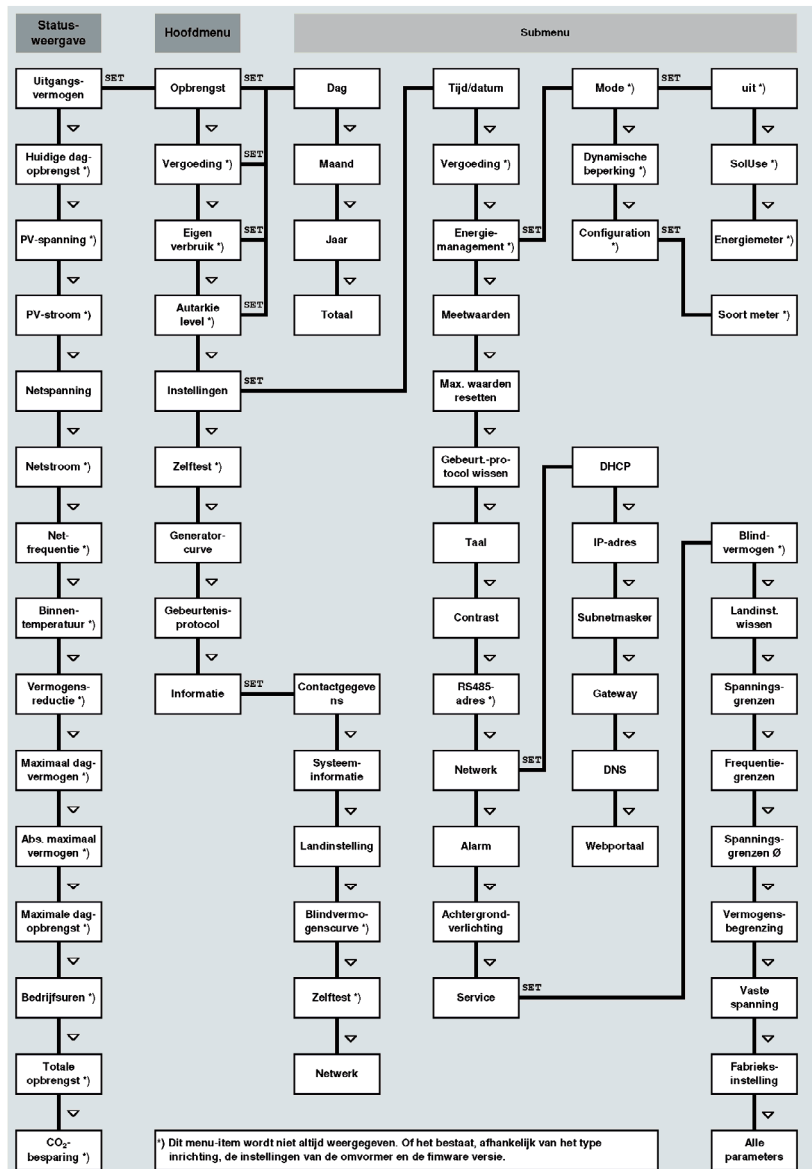 Status-
weergave
Hoofdmenu
Submenu
Uitgangs-
vermogen
SET
Opbrengst
SET
Dag
Tijd/datum
Mode *)
SET
uit *)
Huidige dag-
opbrengst *)
Vergoeding *)
SET
Maand
Vergoeding *)
Dynamische
beperking *)
SolUse *)
PV-spanning *)
Eigen
verbruik *)
SET
Jaar
Energie-
management *)
SET
Configuration
*)
SET
Energiemeter *)
PV-stroom *)
Autarkie
level *)
SET
Totaal
Meetwaarden
Soort meter *)
Netspanning
Instellingen
SET
Max. waarden
resetten
Netstroom *)
Zelftest *)
Gebeurt.-pro-
tocol wissen
DHCP
Net-
frequentie *)
Generator-
curve
Taal
IP-adres
Blind-
vermogen *)
Binnen-
temperatuur *)
Gebeurtenis-
protocol
Contrast
Subnetmasker
Landinst.
wissen
Vermogens-
reductie *)
Informatie
SET
Contactgegeve
ns
RS485-
adres *)
Gateway
Spannings-
grenzen
Maximaal dag-
vermogen *)
Systeem-
informatie
Netwerk
SET
DNS
Frequentie-
grenzen
Abs. maximaal
vermogen *)
Landinstelling
Alarm
Webportaal
Spannings-
grenzen Ø
Maximale dag-
opbrengst *)
Blindvermo-
genscurve *)
Achtergrond-
verlichting
Vermogens-
begrenzing
Bedrijfsuren *)
Zelftest *)
Service
SET
Vaste
spanning
Totale
opbrengst *)
Netwerk
Fabrieks-
instelling
CO₂-
besparing *)
*) Dit menu-item wordt niet altijd weergegeven. Of het bestaat, afhankelijk van het type
inrichting, de instellingen van de omvormer en de fimware versie.
Alle
parameters